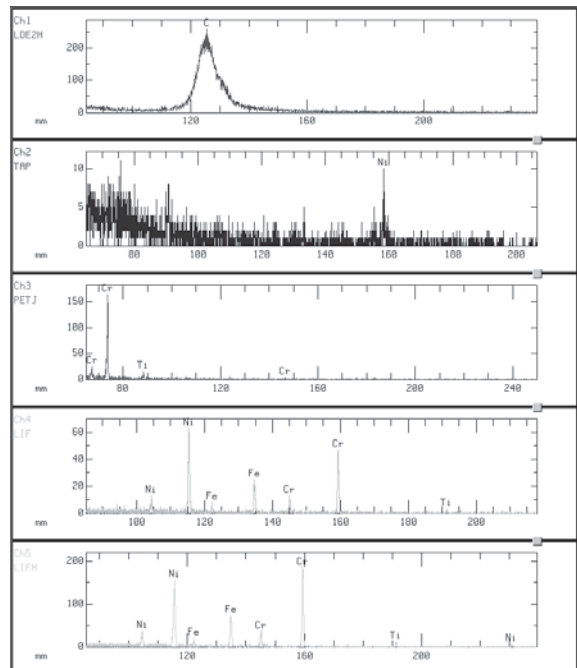 Ch1
LDE2H
C
200
100
0
mm 120 160 200
Ch2
TAP
Ni
10
5
0
mm 80 100 120 140 160 180 200
Ch3
PETJ
Cr
150
100
50
Cr Ti Cr
0
mm 80 120 160 200 240
Ch4
LIF
Ni
60
Cr
40
Fe
20
Ni Fe Cr Ti
0
mm 100 120 140 160 180 200
Ch5
LIFH
Cr
200
Ni
100
Fe
Ni Fe Cr Ti Ni
0
mm 120 160 200